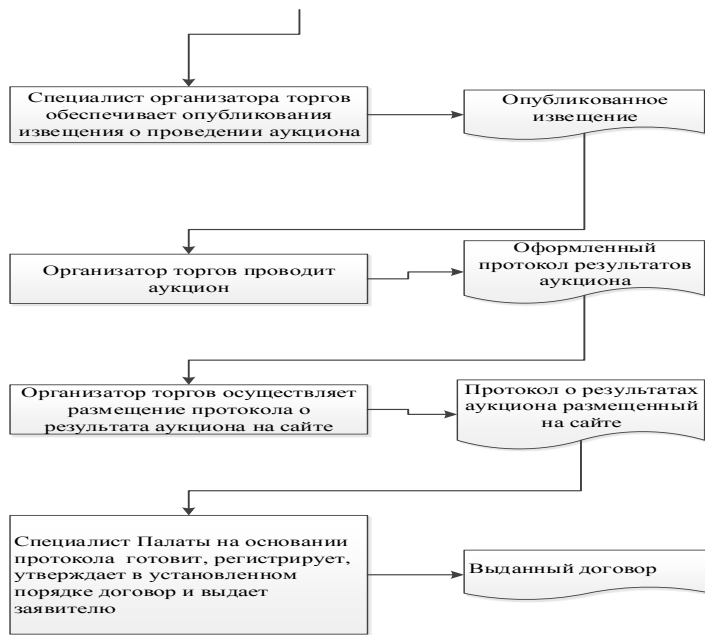 Специалист организатора торгов
обеспечивает опубликования
извещения о проведении аукциона
Опубликованное
извещение
Организатор торгов проводит
аукцион
Оформленный
протокол результатов
аукциона
Организатор торгов осуществляет
размещение протокола о
результата аукциона на сайте
Протокол о результатах
аукциона размещенный
на сайте
Специалист Палаты на основании
протокола готовит, регистрирует,
утверждает в установленном
порядке договор и выдает
заявителю
Выданный договор